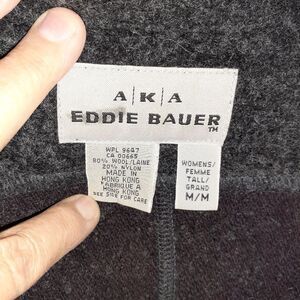 A|K|A
EDDIE BAUER
TM
WPL 9647
CA 00665
80% WOOL/LAINE
20% NYLON
MADE IN
HONG KONG
FABRIQUE A
HONG KONG
SEE SIDE FOR CARE
WOMENS/
FEMME
TALL/
GRAND
M/M